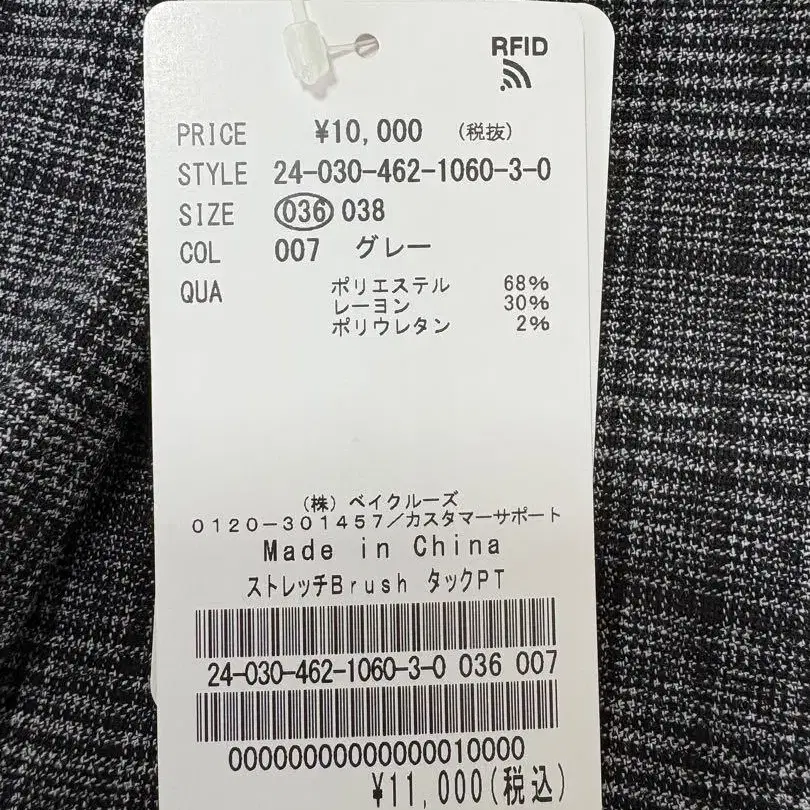 RFID
PRICE ¥10,000 (税抜)
STYLE 24-030-462-1060-3-0
SIZE 036 038
COL 007 グレー
QUA ポリエステル 68%
レーヨン 30%
ポリウレタン 2%
(株)ベイクルーズ
0120-301457/カスタマーサポート
Made in China
ストレッチBrush タックPT
24-030-462-1060-3-0 036 007
00000000000000010000
¥11,000(税込)